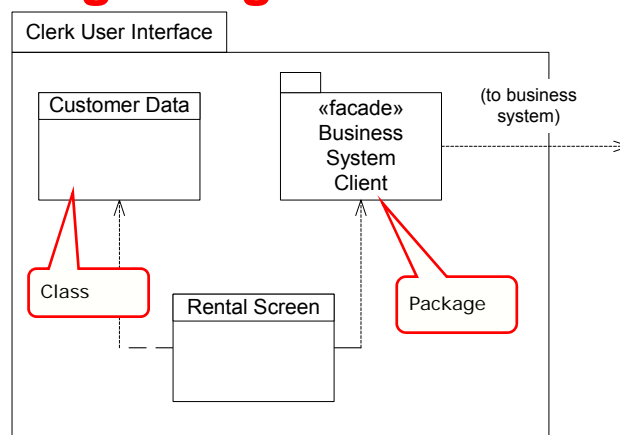 Clerk User Interface
Customer Data
«facade»
Business
System
Client
(to business
system)
Class
Package
Rental Screen